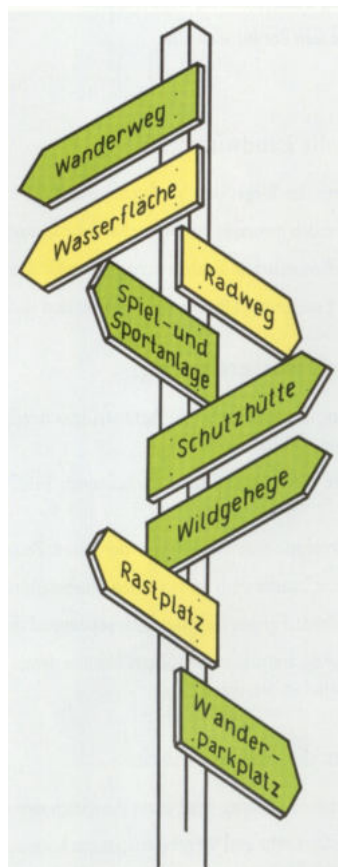 Wanderweg
Wasserfläche
Radweg
Spiel- und
Sportanlage
Schutzhütte
Wildgehege
Rastplatz
Wander-
parkplatz